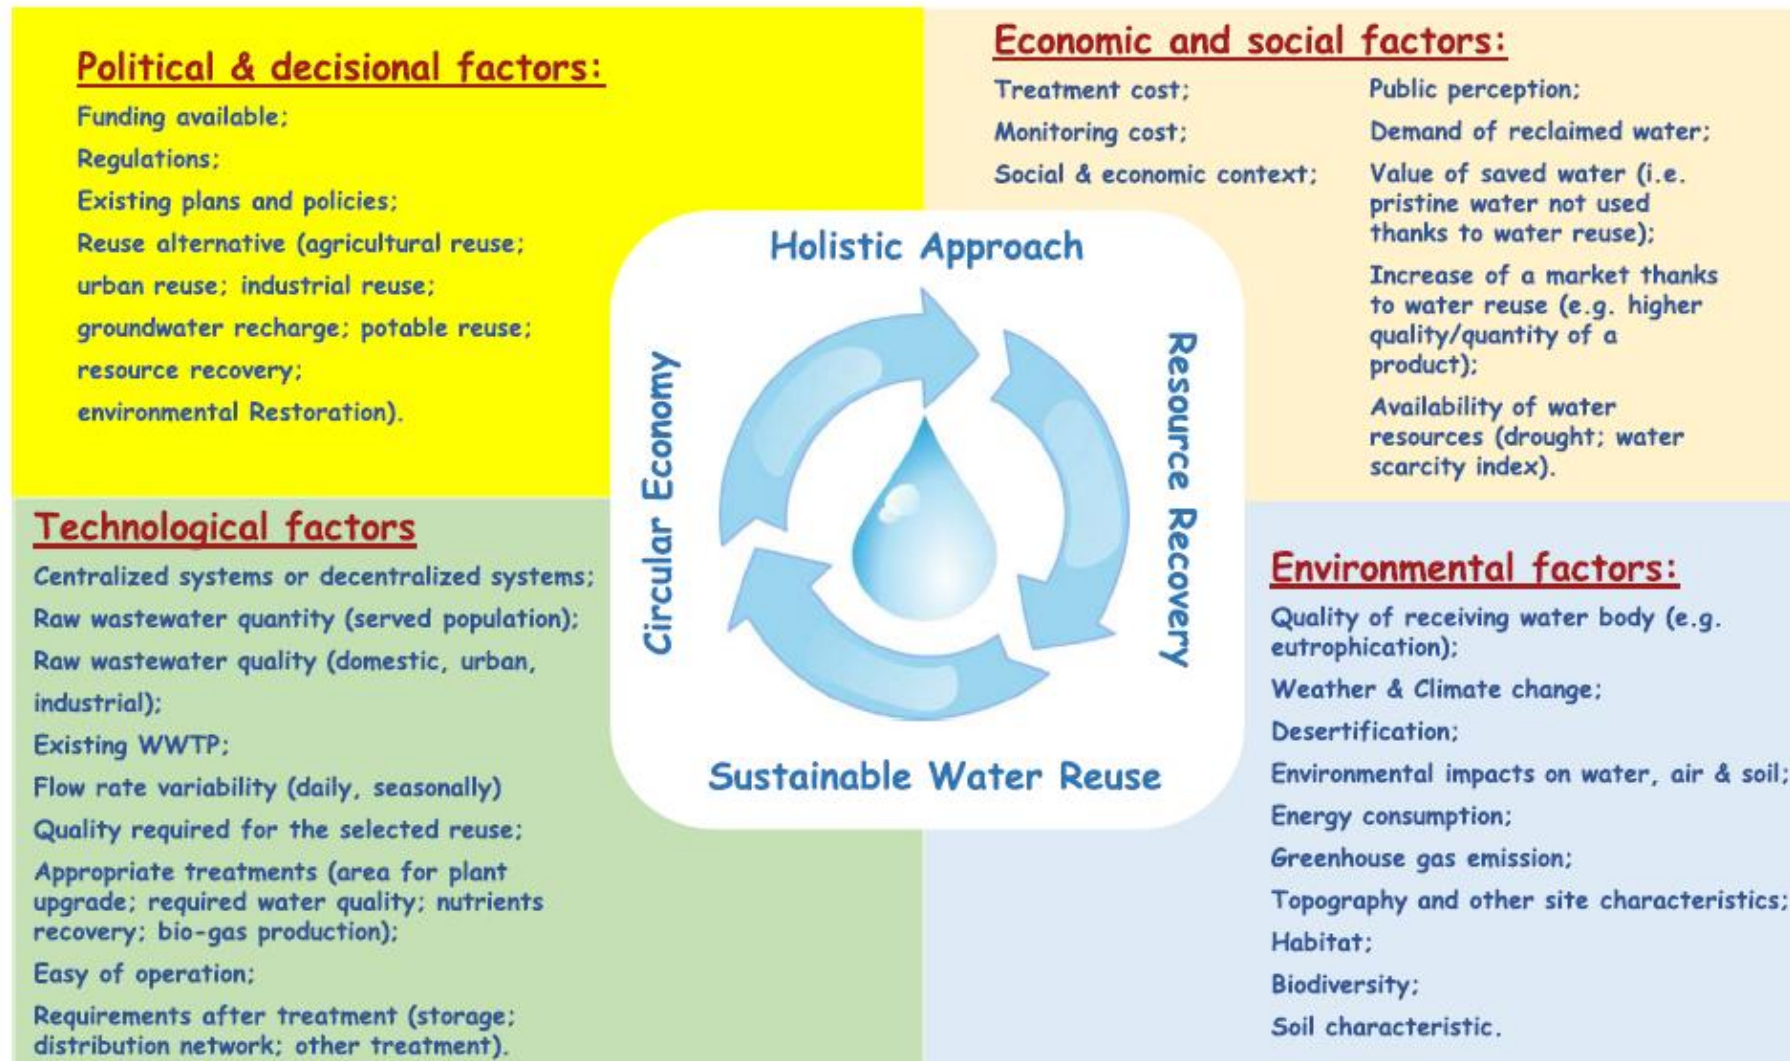 Political & decisional factors:
Funding available;
Regulations;
Existing plans and policies;
Reuse alternative (agricultural reuse;
urban reuse; industrial reuse;
groundwater recharge; potable reuse;
resource recovery;
environmental Restoration).
Economic and social factors:
Treatment cost;
Monitoring cost;
Social & economic context;
Public perception;
Demand of reclaimed water;
Value of saved water (i.e.
pristine water not used
thanks to water reuse);
Increase of a market thanks
to water reuse (e.g. higher
quality/quantity of a
product);
Availability of water
resources (drought; water
scarcity index).
Holistic Approach
Circular Economy
Resource Recovery
Sustainable Water Reuse
Technological factors
Centralized systems or decentralized systems;
Raw wastewater quantity (served population);
Raw wastewater quality (domestic, urban,
industrial);
Existing WWTP;
Flow rate variability (daily, seasonally)
Quality required for the selected reuse;
Appropriate treatments (area for plant
upgrade; required water quality; nutrients
recovery; bio-gas production);
Easy of operation;
Requirements after treatment (storage;
distribution network; other treatment).
Environmental factors:
Quality of receiving water body (e.g.
eutrophication);
Weather & Climate change;
Desertification;
Environmental impacts on water, air & soil;
Energy consumption;
Greenhouse gas emission;
Topography and other site characteristics;
Habitat;
Biodiversity;
Soil characteristic.